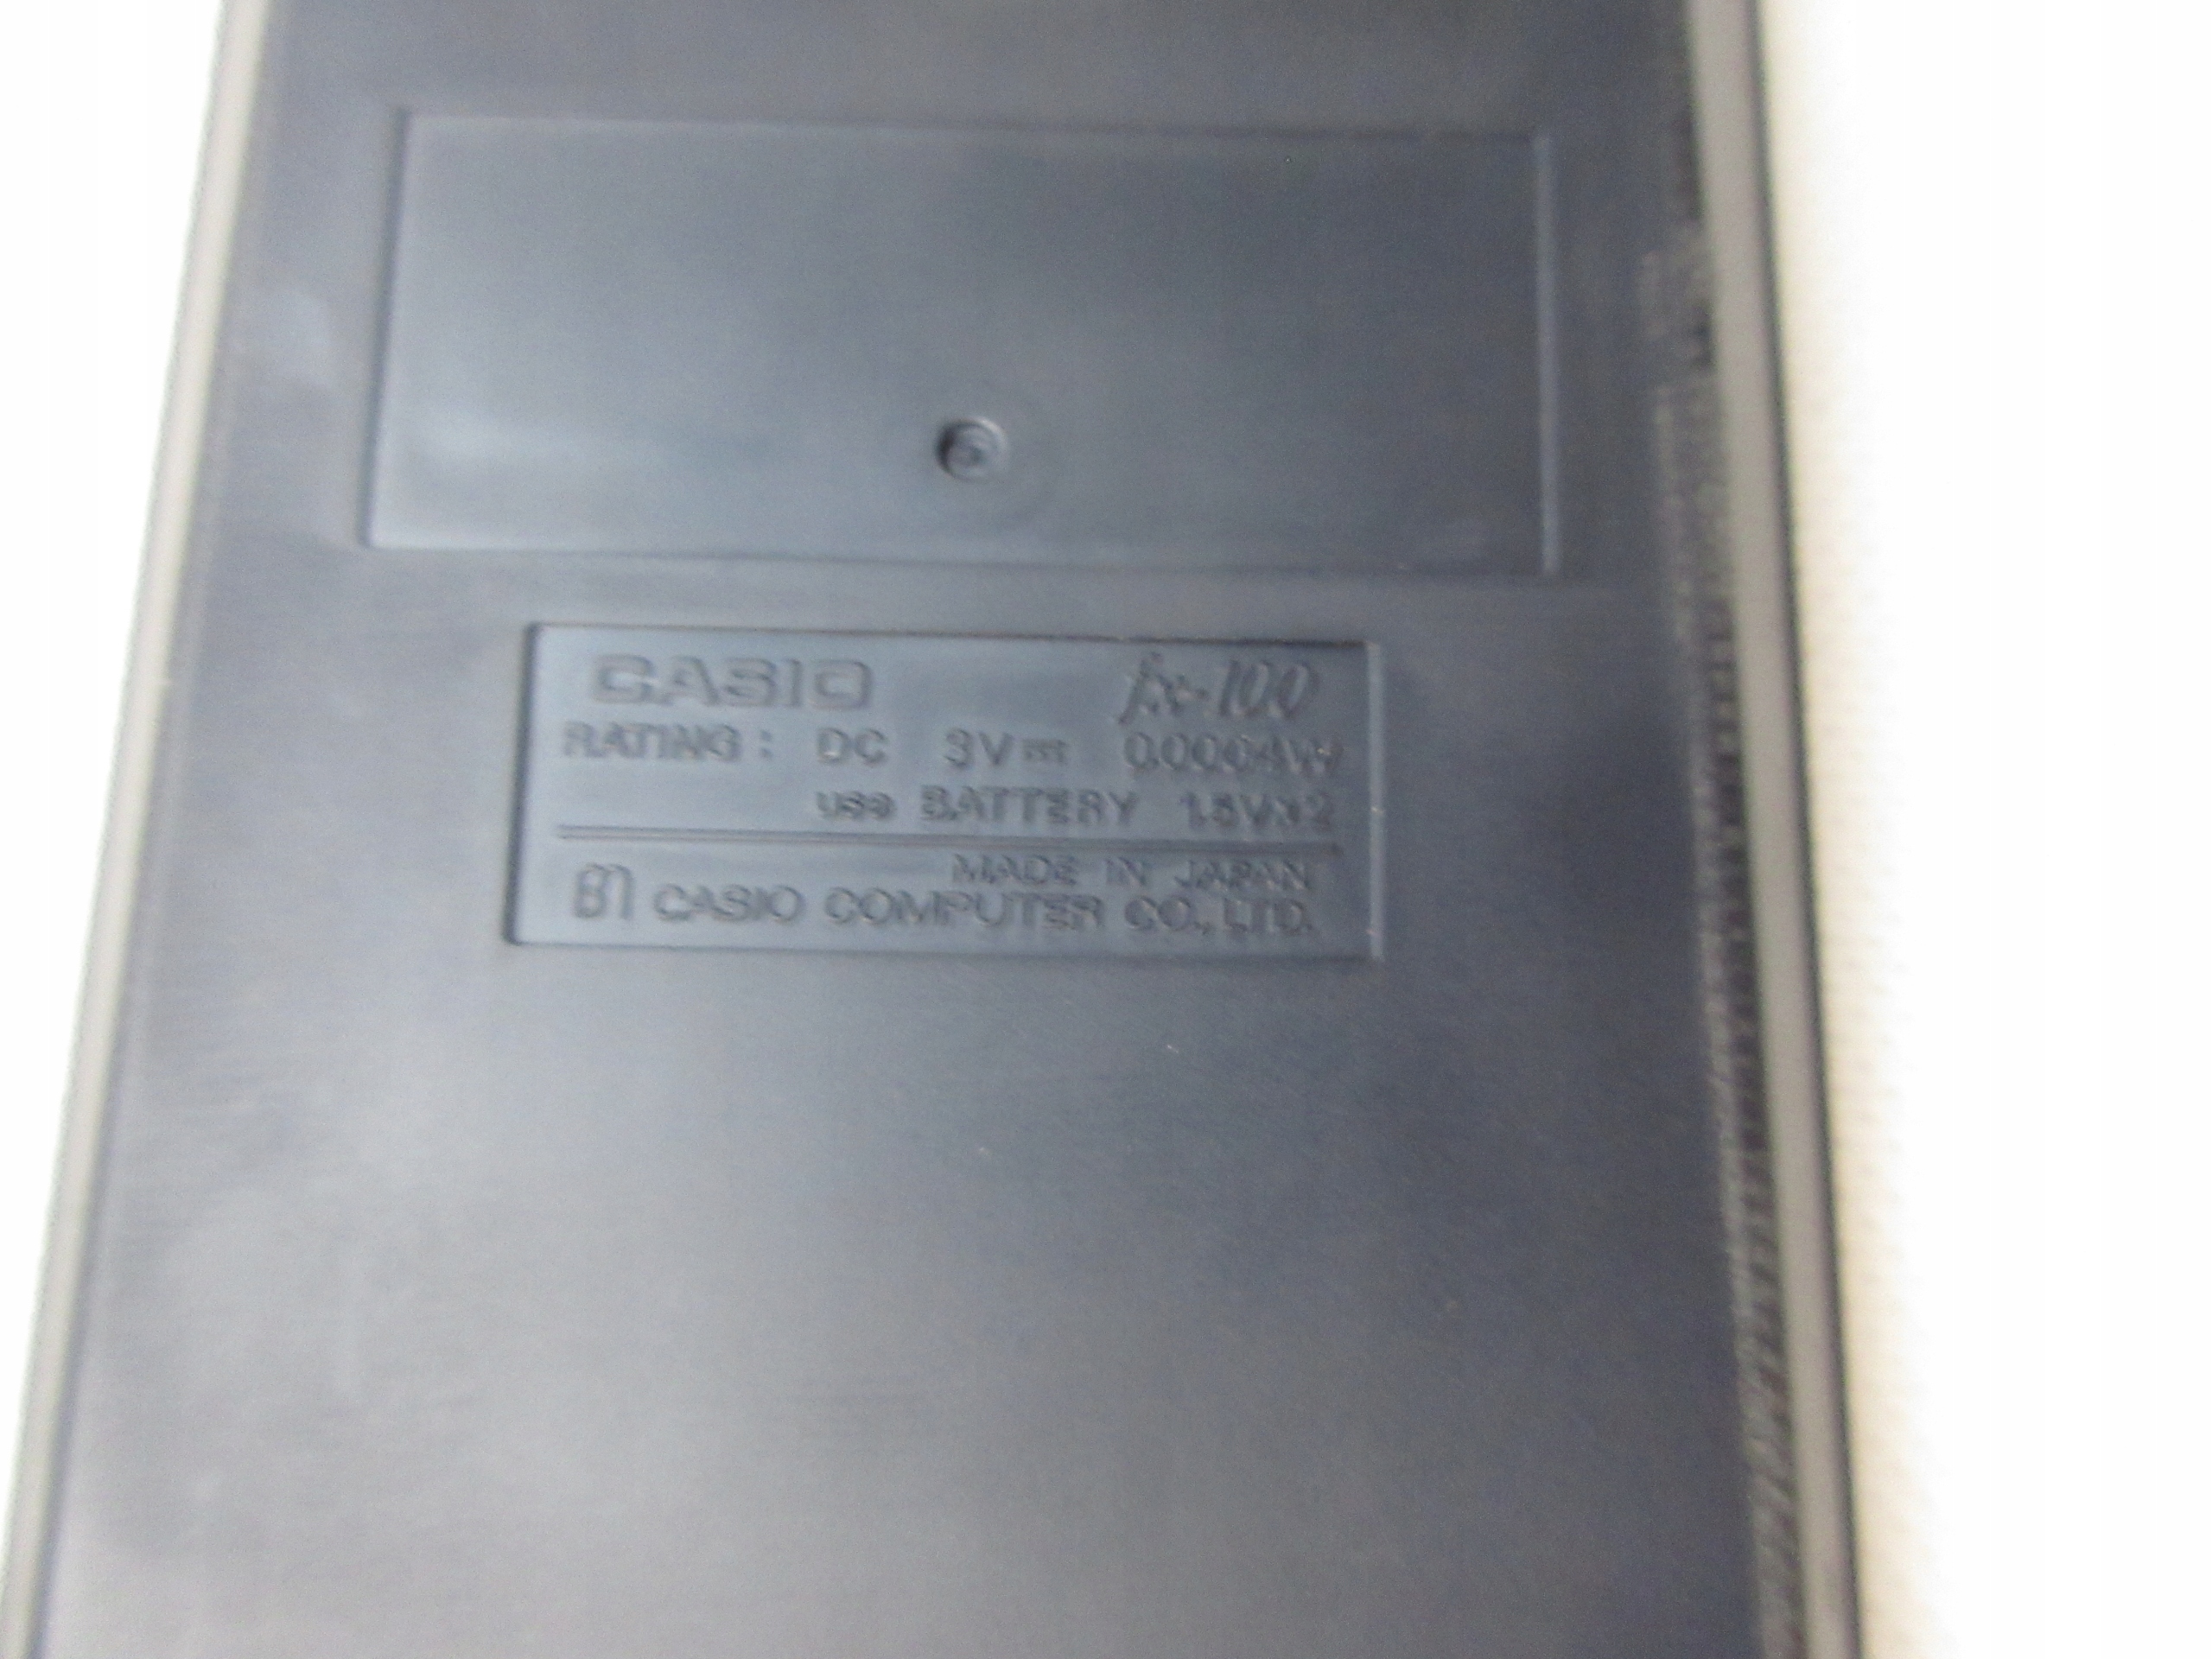 CASIO fx-100
RATING : DC 3V 0.0004W
use BATTERY 1.5V×2
MADE IN JAPAN
CASIO COMPUTER CO., LTD.